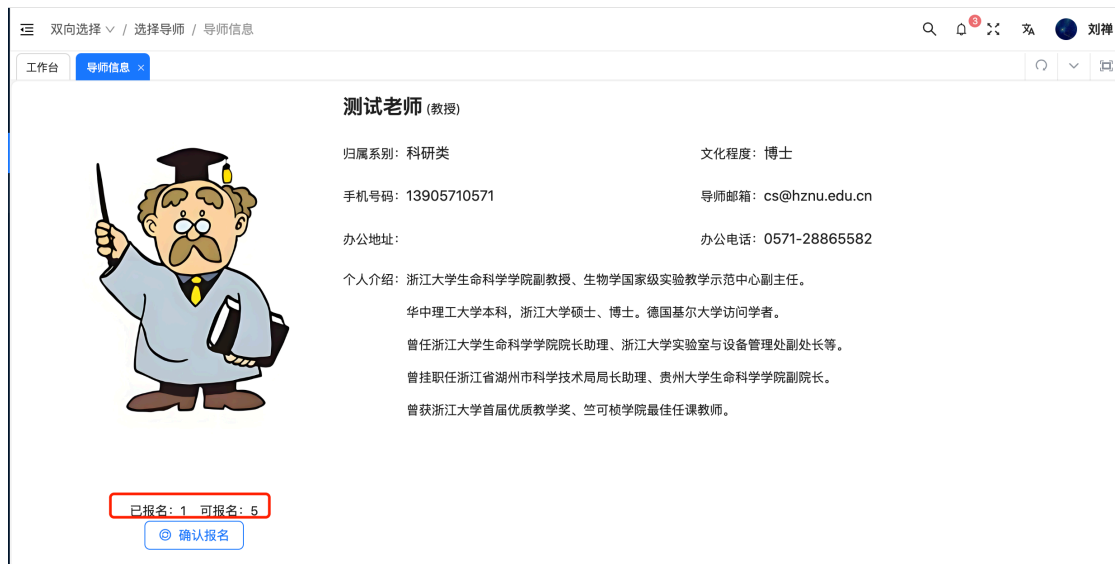 双向选择 / 选择导师 / 导师信息
3
刘禅
工作台
导师信息 ×
测试老师 (教授)
归属系别：科研类
文化程度：博士
手机号码：13905710571
导师邮箱：cs@hznu.edu.cn
办公地址：
办公电话：0571-28865582
个人介绍：浙江大学生命科学学院副教授、生物学国家级实验教学示范中心副主任。
华中理工大学本科，浙江大学硕士、博士。德国基尔大学访问学者。
曾任浙江大学生命科学学院院长助理、浙江大学实验室与设备管理处副处长等。
曾挂职任浙江省湖州市科学技术局局长助理、贵州大学生命科学学院副院长。
曾获浙江大学首届优质教学奖、竺可桢学院最佳任课教师。
已报名：1 可报名：5
确认报名